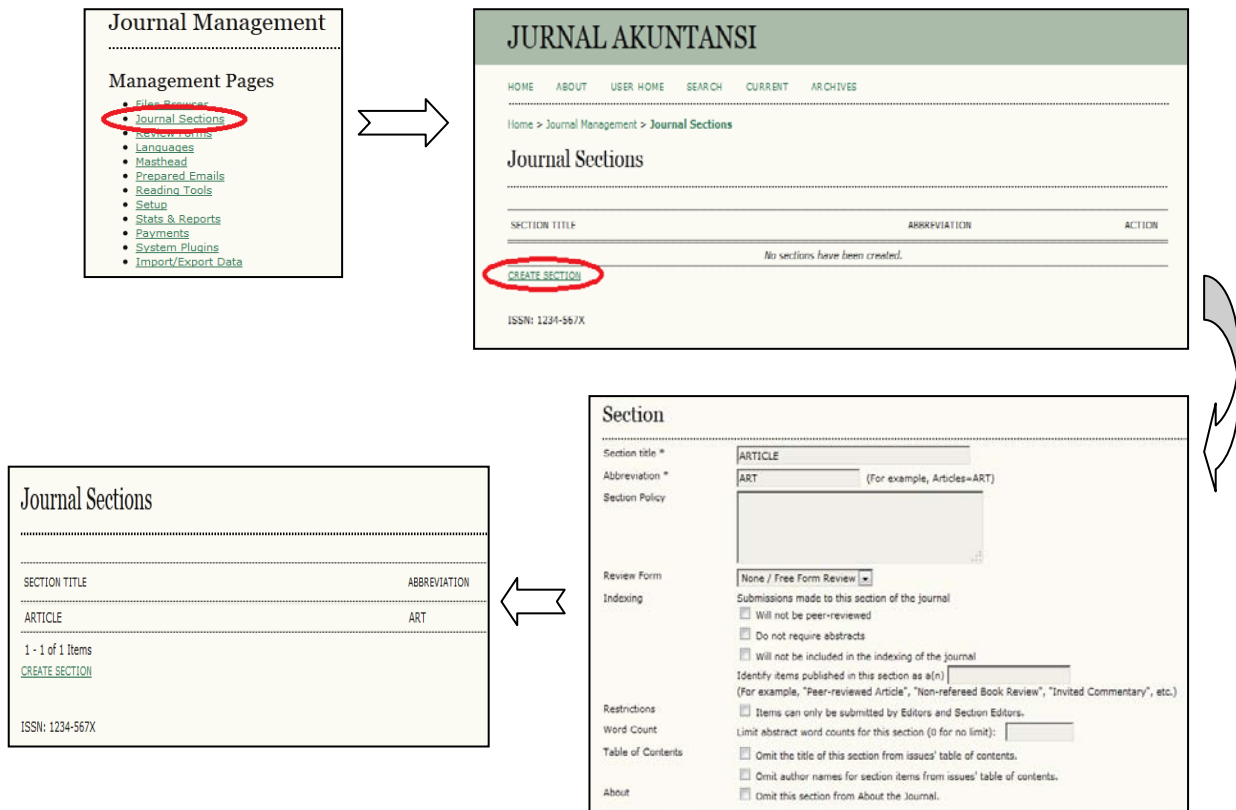 Journal Management
Management Pages
Files Browser
Journal Sections
Review Forms
Languages
Masthead
Prepared Emails
Reading Tools
Setup
Stats & Reports
Payments
System Plugins
Import/Export Data
JURNAL AKUNTANSI
HOME ABOUT USER HOME SEARCH CURRENT ARCHIVES
Home > Journal Management > Journal Sections
Journal Sections
SECTION TITLE ABBREVIATION ACTION
No sections have been created.
CREATE SECTION
ISSN: 1234-567X
Section
Section title * ARTICLE
Abbreviation * ART (For example, Articles=ART)
Section Policy
Review Form None / Free Form Review
Indexing Submissions made to this section of the journal
Will not be peer-reviewed
Do not require abstracts
Will not be included in the indexing of the journal
Identify items published in this section as a(n)
(For example, "Peer-reviewed Article", "Non-refereed Book Review", "Invited Commentary", etc.)
Restrictions Items can only be submitted by Editors and Section Editors.
Word Count Limit abstract word counts for this section (0 for no limit):
Table of Contents Omit the title of this section from issues' table of contents.
Omit author names for section items from issues' table of contents.
About Omit this section from About the Journal.
Journal Sections
SECTION TITLE ABBREVIATION
ARTICLE ART
1 - 1 of 1 Items
CREATE SECTION
ISSN: 1234-567X